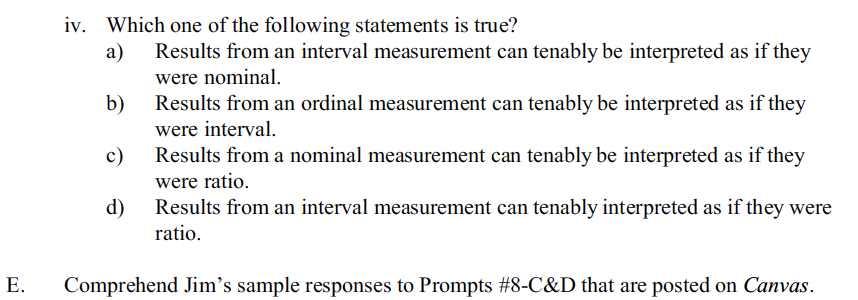 iv. Which one of the following statements is true?
a) Results from an interval measurement can tenably be interpreted as if they
were nominal.
b) Results from an ordinal measurement can tenably be interpreted as if they
were interval.
c) Results from a nominal measurement can tenably be interpreted as if they
were ratio.
d) Results from an interval measurement can tenably interpreted as if they were
ratio.
E. Comprehend Jim’s sample responses to Prompts #8-C&D that are posted on Canvas.